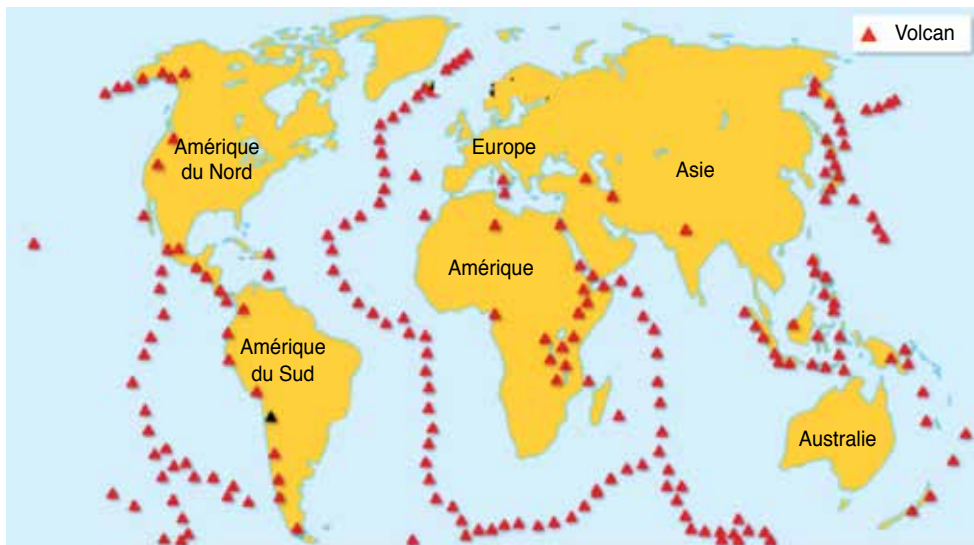 Volcan
Amérique
du Nord
Europe
Asie
Amérique
Amérique
du Sud
Australie